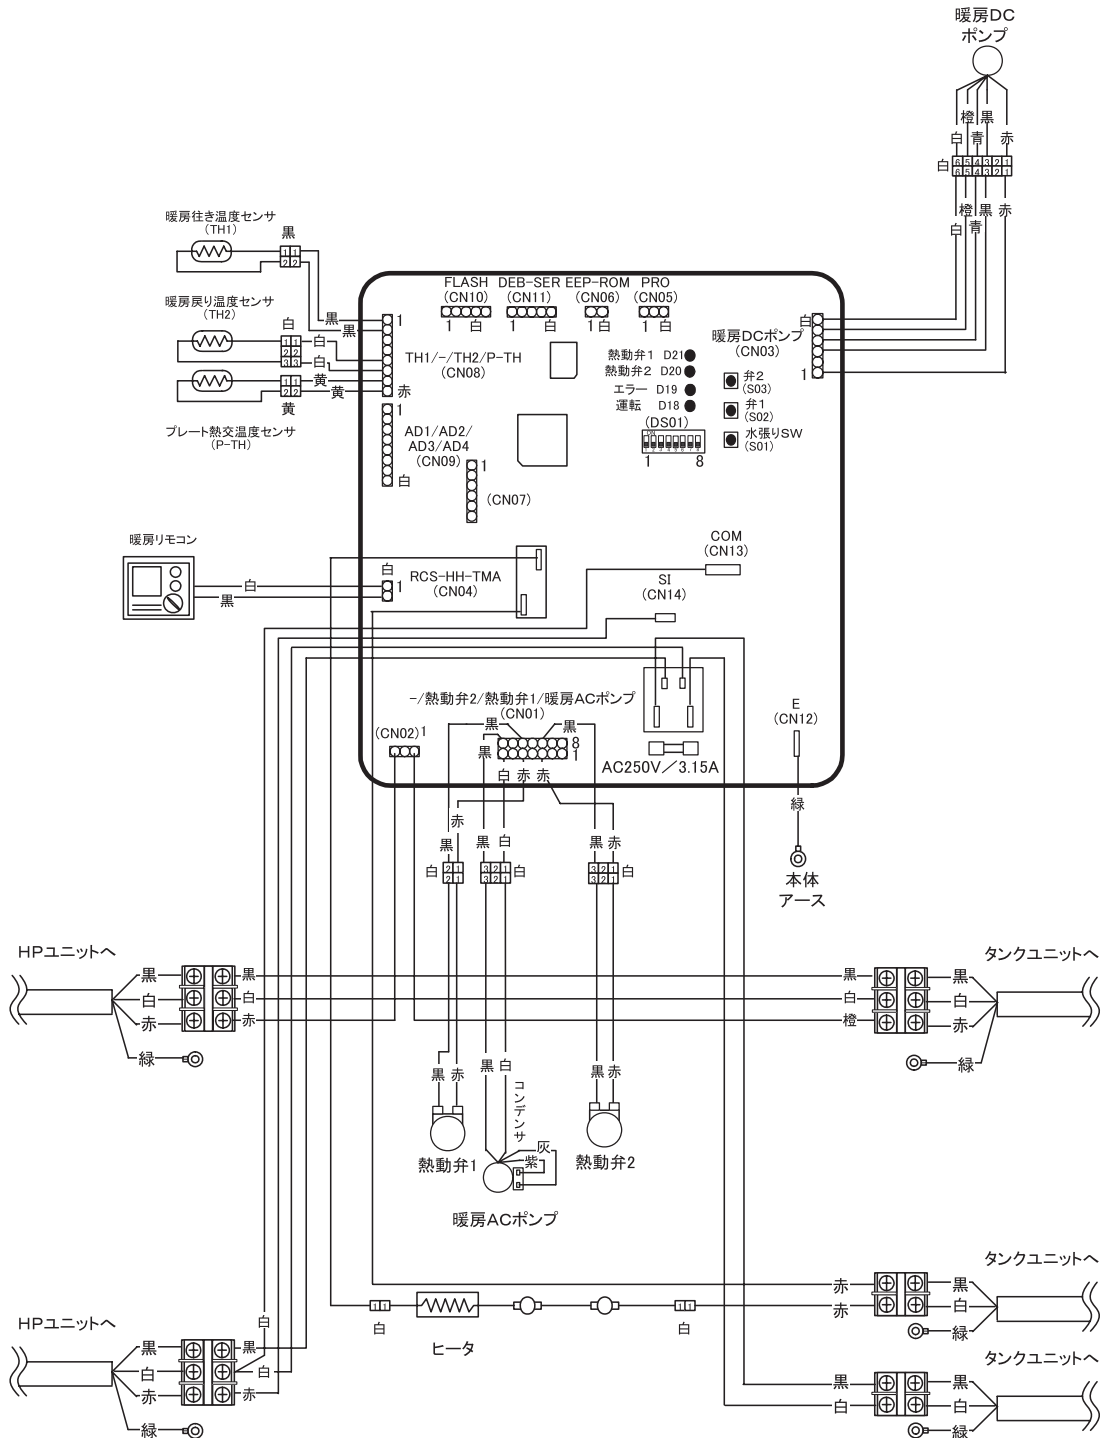 暖房DC
ポンプ
橙 黒
白 青 赤
白
6 5 4 3 2 1
6 5 4 3 2 1
橙 黒 赤
白 青
暖房往き温度センサ
(TH1)
黒
1 1
2 2
暖房戻り温度センサ
(TH2)
白
1 1
2 2
3 3
白
白
黒
黒
1 1
2 2
黄
黄
黄
プレート熱交温度センサ
(P-TH)
FLASH
(CN10)
1 白
DEB-SER
(CN11)
1 白
EEP-ROM
(CN06)
1 白
PRO
(CN05)
1 白
1
TH1/-/TH2/P-TH
(CN08)
赤
1
AD1/AD2/
AD3/AD4
(CN09)
白
1
(CN07)
熱動弁1 D21
熱動弁2 D20
エラー D19
運転 D18
(DS01)
ON
1 2 3 4 5 6 7 8
1 8
白
暖房DCポンプ
(CN03)
1
弁2
(S03)
弁1
(S02)
水張りSW
(S01)
暖房リモコン
白
黒
白
1
RCS-HH-TMA
(CN04)
COM
(CN13)
SI
(CN14)
-/熱動弁2/熱動弁1/暖房ACポンプ
(CN01)
黒
黒
黒
8
1
白 赤 赤
(CN02) 1
AC250V/3.15A
E
(CN12)
緑
本体
アース
赤
黒
黒
白
黒 赤
白
2 1
2 1
3 2 1
3 2 1
白
3 2 1
3 2 1
白
HPユニットへ
黒
白
赤
緑
黒
白
赤
タンクユニットへ
黒
白
橙
黒
白
赤
緑
黒 赤
黒 白
黒 赤
コンデンサ
灰
紫
熱動弁1
熱動弁2
暖房ACポンプ
タンクユニットへ
赤
赤
黒
白
緑
1 1
白
ヒータ
1 1
白
HPユニットへ
黒
白
赤
緑
黒
白
白
赤
タンクユニットへ
黒
白
黒
白
緑